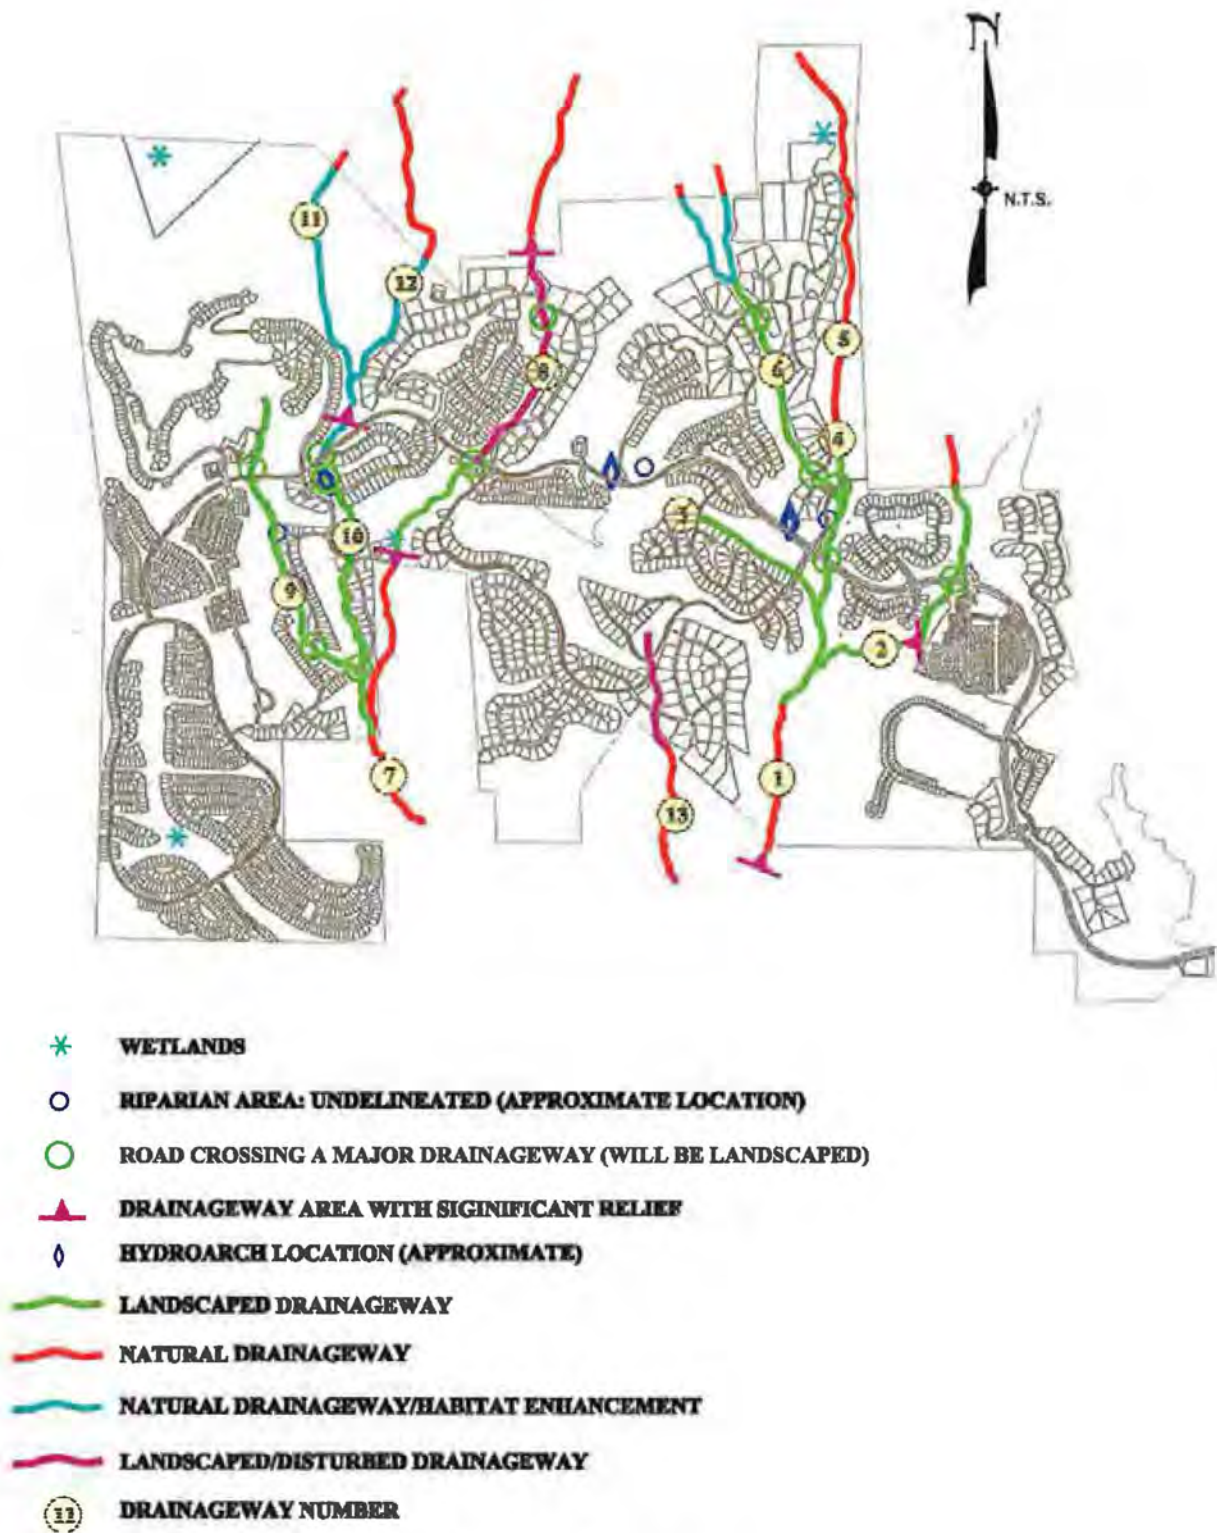 N
N.T.S.
11
12
8
5
6
4
3
10
9
2
7
1
13
WETLANDS
RIPARIAN AREA: UNDELINEATED (APPROXIMATE LOCATION)
ROAD CROSSING A MAJOR DRAINAGEWAY (WILL BE LANDSCAPED)
DRAINAGEWAY AREA WITH SIGINIFICANT RELIEF
HYDROARCH LOCATION (APPROXIMATE)
LANDSCAPED DRAINAGEWAY
NATURAL DRAINAGEWAY
NATURAL DRAINAGEWAY/HABITAT ENHANCEMENT
LANDSCAPED/DISTURBED DRAINAGEWAY
11 DRAINAGEWAY NUMBER